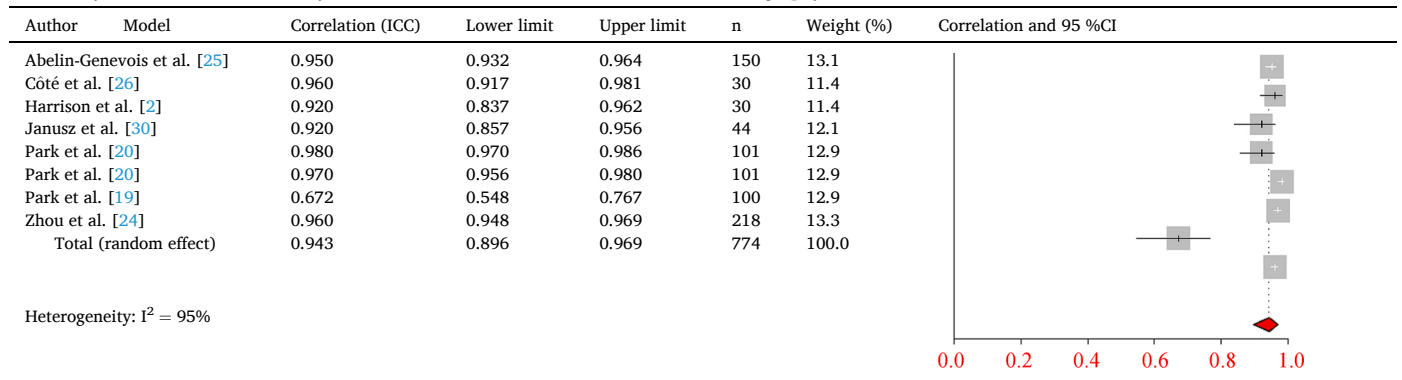 Author Model Correlation (ICC) Lower limit Upper limit n Weight (%) Correlation and 95 %CI
Abelin-Genevois et al. [25] 0.950 0.932 0.964 150 13.1
Côté et al. [26] 0.960 0.917 0.981 30 11.4
Harrison et al. [2] 0.920 0.837 0.962 30 11.4
Janusz et al. [30] 0.920 0.857 0.956 44 12.1
Park et al. [20] 0.980 0.970 0.986 101 12.9
Park et al. [20] 0.970 0.956 0.980 101 12.9
Park et al. [19] 0.672 0.548 0.767 100 12.9
Zhou et al. [24] 0.960 0.948 0.969 218 13.3
Total (random effect) 0.943 0.896 0.969 774 100.0
Heterogeneity: I² = 95%
0.0 0.2 0.4 0.6 0.8 1.0